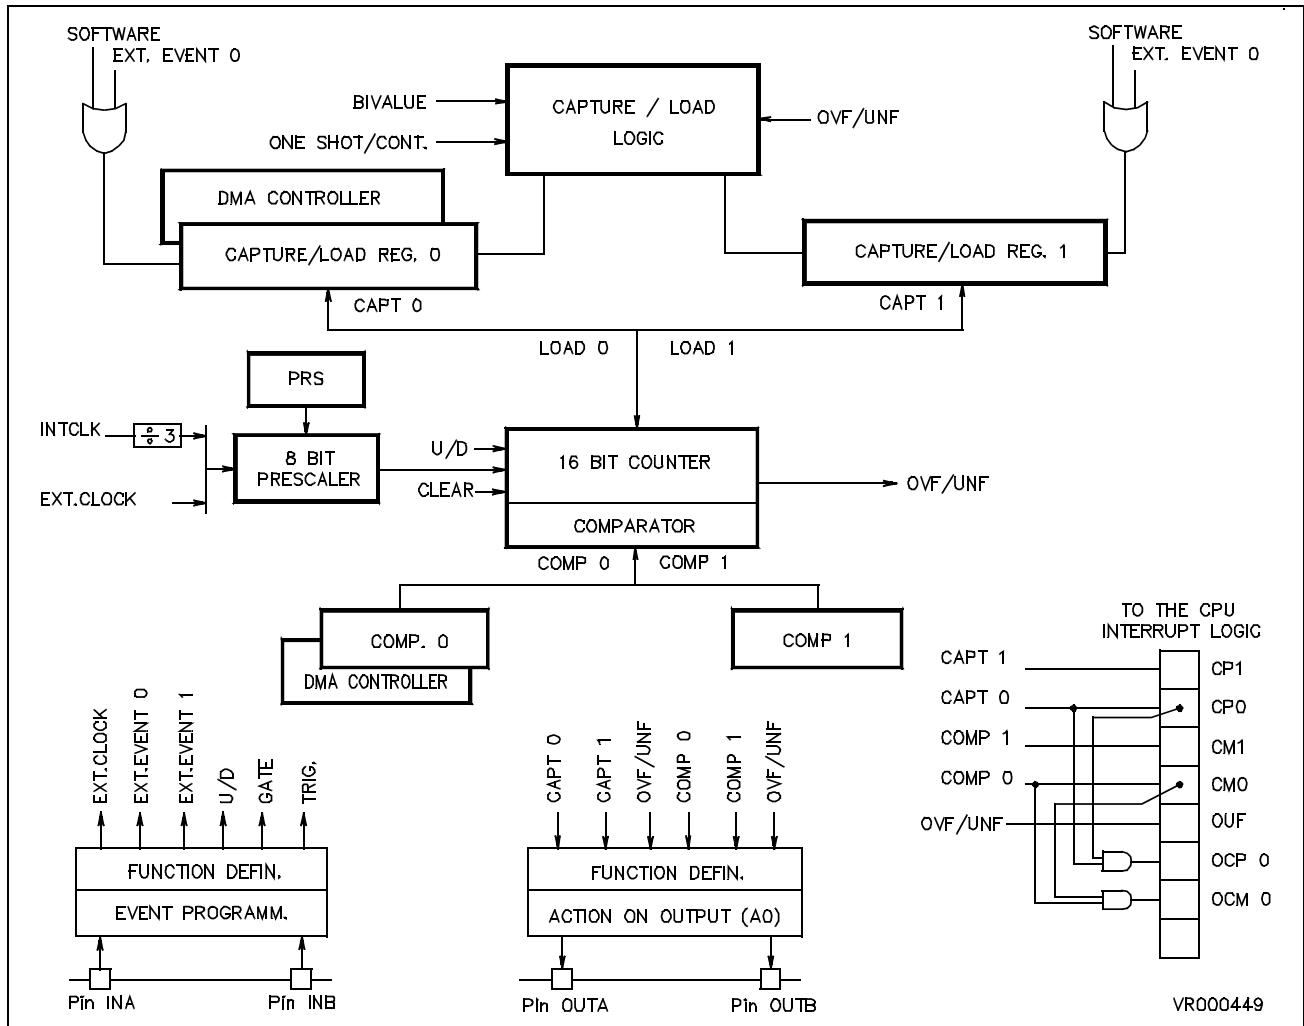 SOFTWARE
EXT. EVENT 0
SOFTWARE
EXT. EVENT 0
BIVALUE
ONE SHOT/CONT.
CAPTURE / LOAD
LOGIC
OVF/UNF
DMA CONTROLLER
CAPTURE/LOAD REG. 0
CAPTURE/LOAD REG. 1
CAPT 0
CAPT 1
LOAD 0
LOAD 1
PRS
INTCLK
÷ 3
8 BIT
PRESCALER
EXT.CLOCK
U/D
CLEAR
16 BIT COUNTER
COMPARATOR
OVF/UNF
COMP 0
COMP 1
COMP. 0
DMA CONTROLLER
COMP 1
TO THE CPU
INTERRUPT LOGIC
CAPT 1
CP1
CAPT 0
CP0
COMP 1
CM1
COMP 0
CM0
OVF/UNF
OUF
OCP 0
OCM 0
EXT.CLOCK
EXT.EVENT 0
EXT.EVENT 1
U/D
GATE
TRIG.
FUNCTION DEFIN.
EVENT PROGRAMM.
Pin INA
Pin INB
CAPT 0
CAPT 1
OVF/UNF
COMP 0
COMP 1
OVF/UNF
FUNCTION DEFIN.
ACTION ON OUTPUT (AO)
Pin OUTA
Pin OUTB
VR000449